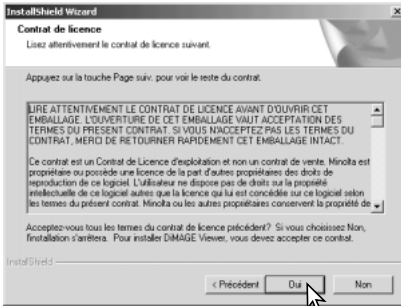 InstallShield Wizard
Contrat de licence
Lisez attentivement le contrat de licence suivant.
Appuyez sur la touche Page suiv. pour voir le reste du contrat.
LIRE ATTENTIVEMENT LE CONTRAT DE LICENCE AVANT D'OUVRIR CET
EMBALLAGE. L'OUVERTURE DE CET EMBALLAGE VAUT ACCEPTATION DES
TERMES DU PRESENT CONTRAT. SI VOUS N'ACCEPTEZ PAS LES TERMES DU
CONTRAT, MERCI DE RETOURNER RAPIDEMENT CET EMBALLAGE INTACT.
Ce contrat est un Contrat de Licence d'exploitation et non un contrat de vente. Minolta est
propriétaire ou possède une licence de la part d'autres propriétaires des droits de
reproduction de ce logiciel. L'utilisateur ne dispose pas de droits sur la propriété
intellectuelle de ce logiciel autres que la licence qui lui est concédée sur ce logiciel selon
les termes du présent contrat. Minolta ou les autres propriétaires conservent la propriété de
Acceptez-vous tous les termes du contrat de licence précédent? Si vous choisissez Non,
l'installation s'arrêtera. Pour installer DiMAGE Viewer, vous devez accepter ce contrat.
InstallShield
< Précédent Oui Non